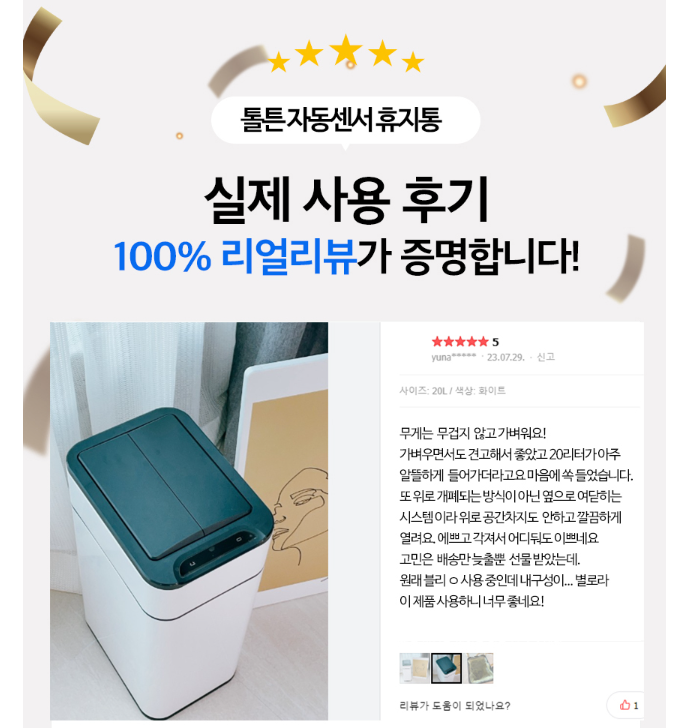 톨튼 자동센서 휴지통
실제 사용 후기
100% 리얼리뷰가 증명합니다!
★★★★★ 5
yuna***** · 23.07.29. · 신고
사이즈: 20L / 색상: 화이트
무게는 무겁지 않고 가벼워요!
가벼우면서도 견고해서 좋았고 20리터가 아주
알뜰하게 들어가더라고요 마음에 쏙 들었습니다.
또 위로 개폐되는 방식이 아닌 옆으로 여닫히는
시스템이라 위로 공간차지도 안하고 깔끔하게
열려요. 예쁘고 각져서 어디둬도 이쁘네요
고민은 배송만 늦출뿐 선물 받았는데.
원래 블리ㅇ 사용 중인데 내구성이... 별로라
이 제품 사용하니 너무 좋네요!
리뷰가 도움이 되었나요?
1